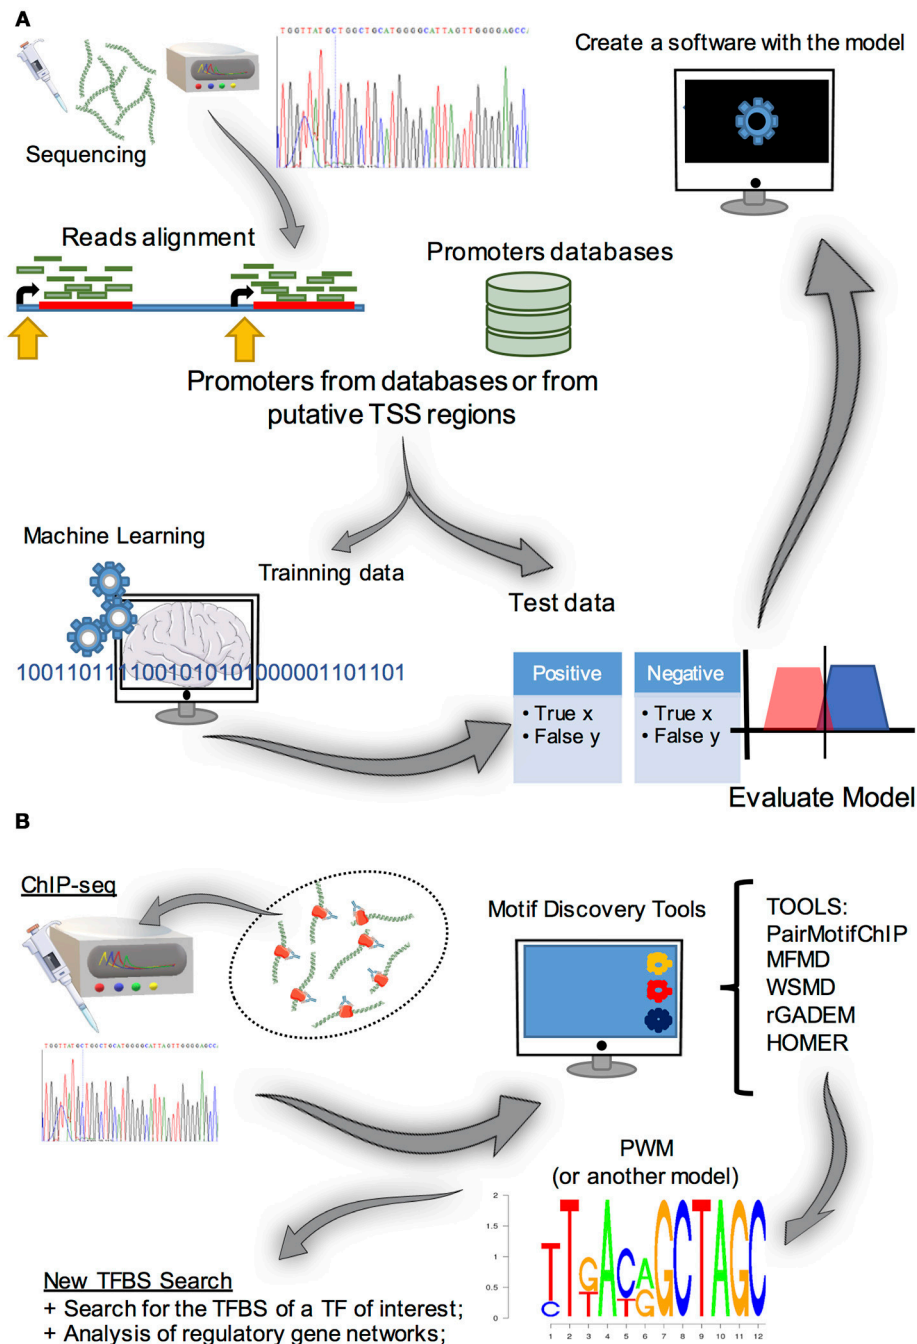 A
TGGTTATGCTGGCTGCATGGGGCATTAGTTGGGGAGCC
Create a software with the model
Sequencing
Reads alignment
Promoters databases
Promoters from databases or from
putative TSS regions
Machine Learning
Trainning data
Test data
Positive
• True x
• False y
Negative
• True x
• False y
Evaluate Model
B
ChIP-seq
Motif Discovery Tools
TOOLS:
PairMotifChIP
MFMD
WSMD
rGADEM
HOMER
PWM
(or another model)
2
1.5
1
0.5
0
1 2 3 4 5 6 7 8 9 10 11 12
New TFBS Search
+ Search for the TFBS of a TF of interest;
+ Analysis of regulatory gene networks;